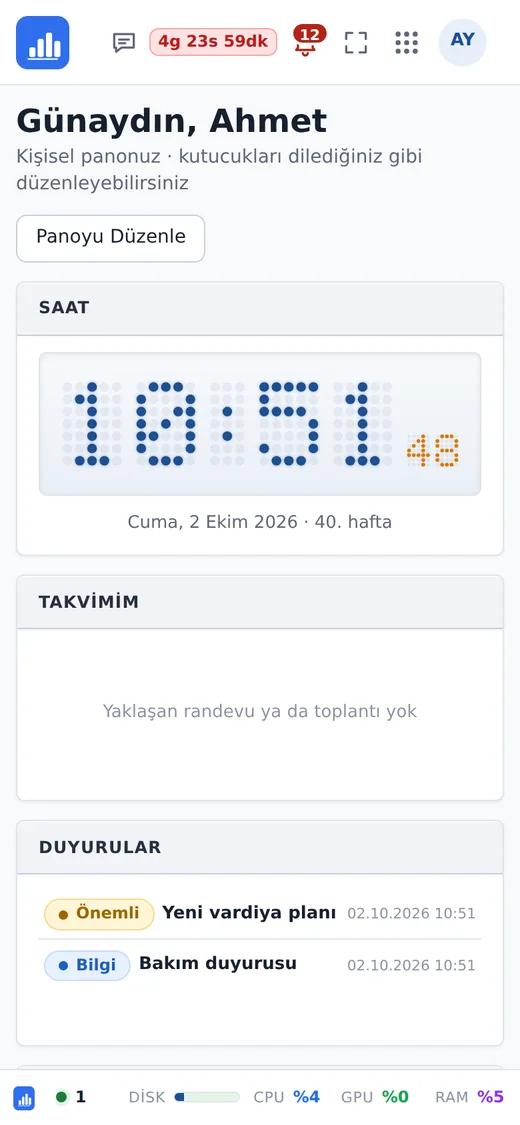 4g 23s 59dk
12
AY
Günaydın, Ahmet
Kişisel panonuz · kutucukları dilediğiniz gibi
düzenleyebilirsiniz
Panoyu Düzenle
SAAT
10:51 48
Cuma, 2 Ekim 2026 · 40. hafta
TAKVİMİM
Yaklaşan randevu ya da toplantı yok
DUYURULAR
Önemli Yeni vardiya planı 02.10.2026 10:51
Bilgi Bakım duyurusu 02.10.2026 10:51
1 DİSK CPU %4 GPU %0 RAM %5